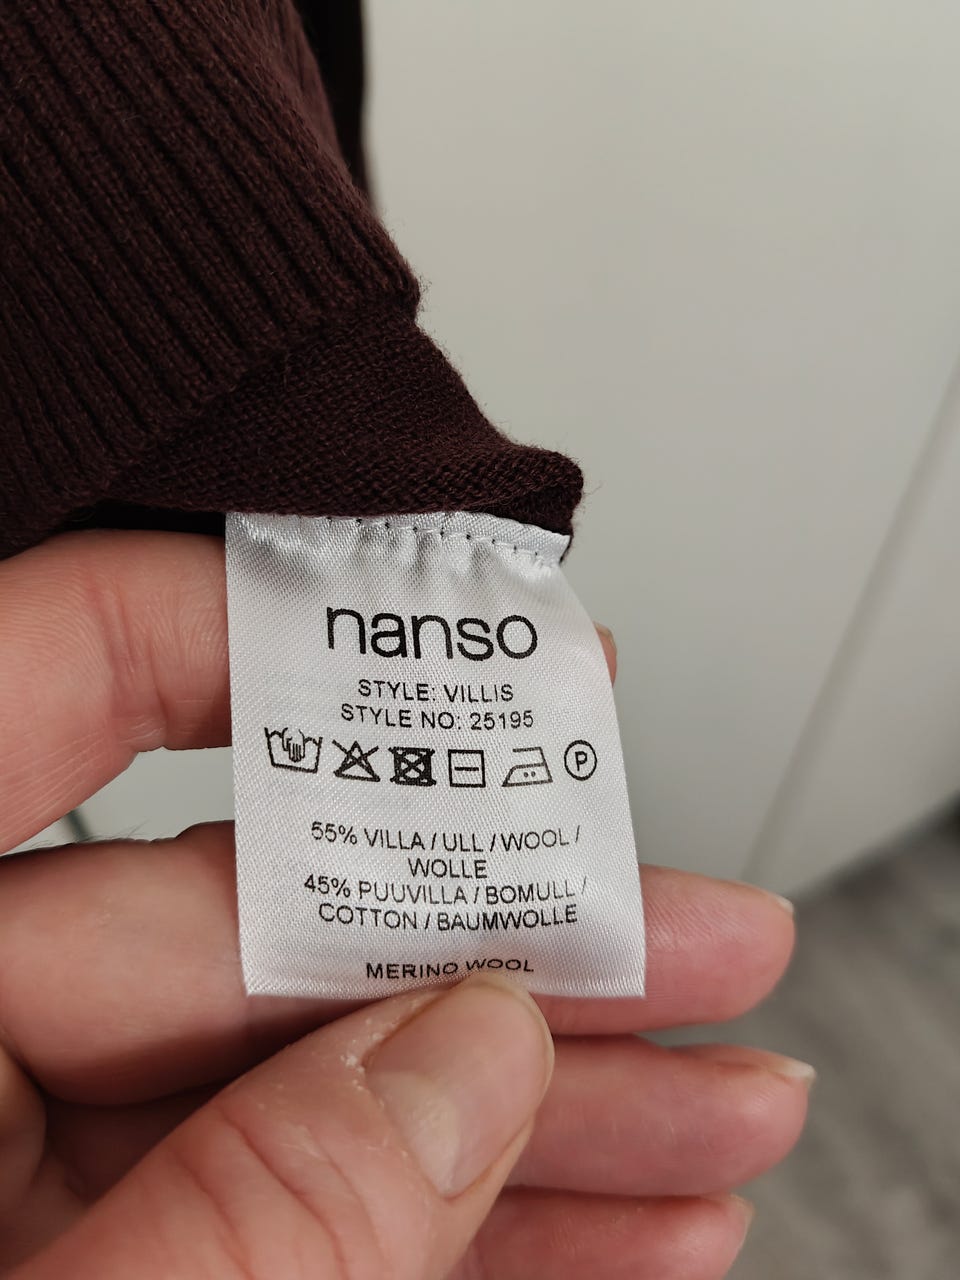 nanso
STYLE: VILLIS
STYLE NO: 25195
P
55% VILLA / ULL / WOOL /
WOLLE
45% PUUVILLA / BOMULL /
COTTON / BAUMWOLLE
MERINO WOOL